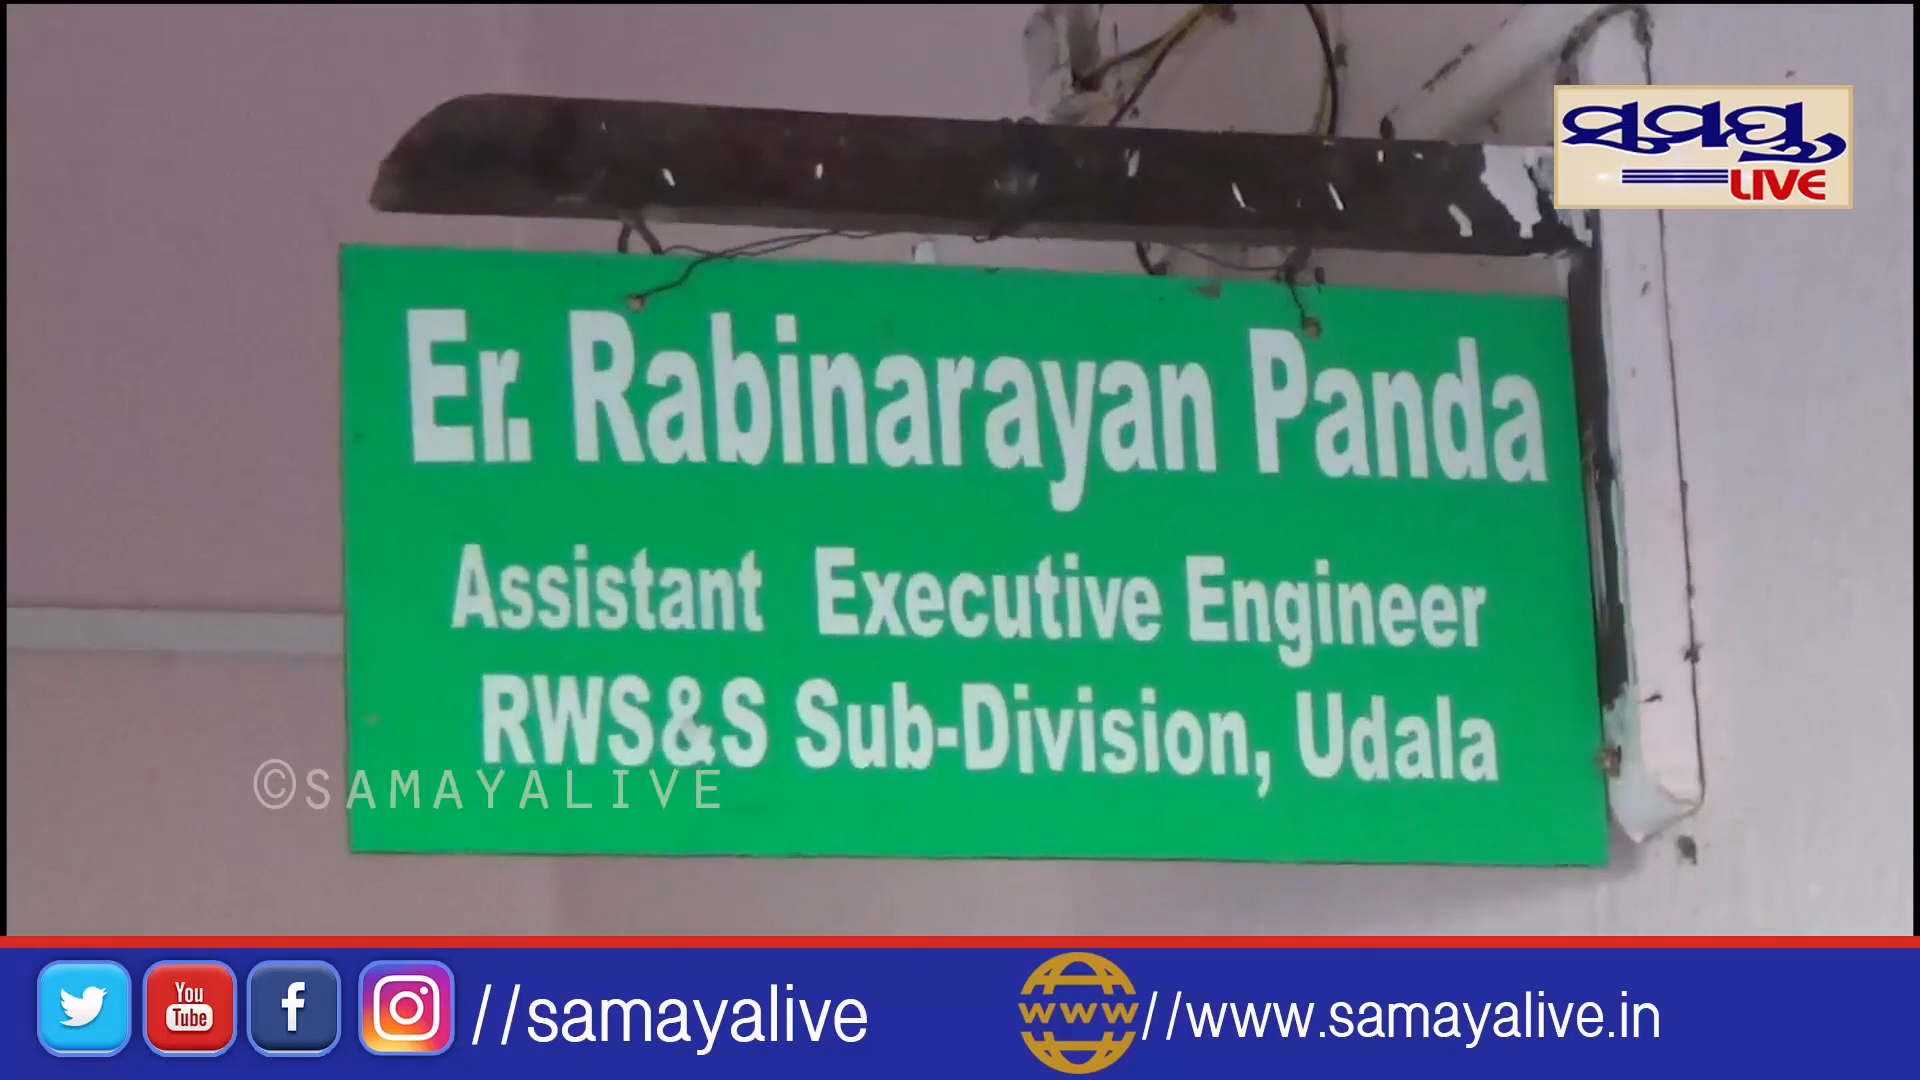 ସମୟ
LIVE
Er. Rabinarayan Panda
Assistant Executive Engineer
RWS&S Sub-Division, Udala
©SAMAYALIVE
You
Tube
//samayalive
www//www.samayalive.in